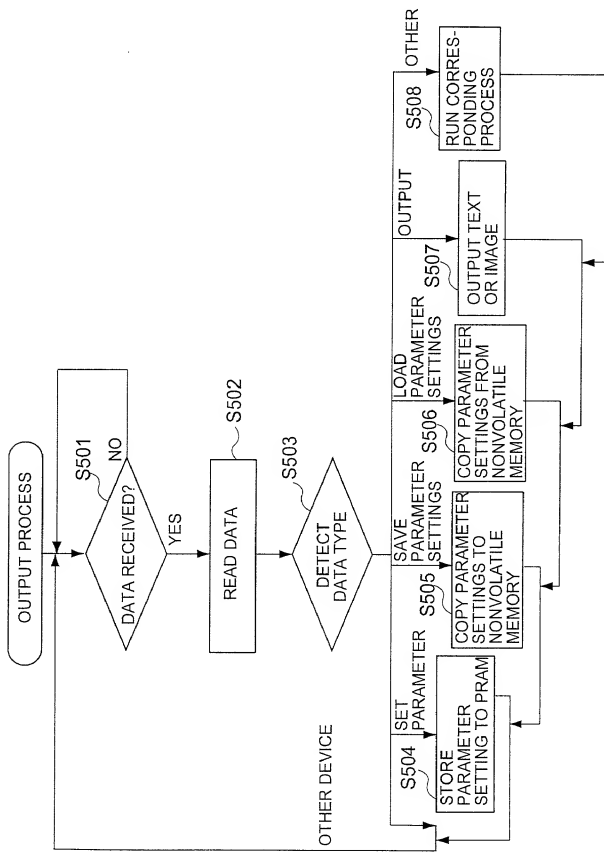 OUTPUT PROCESS
S501
DATA RECEIVED?
NO
YES
S502
READ DATA
S503
DETECT
DATA TYPE
OTHER DEVICE
SET
PARAMETER
SAVE
PARAMETER
SETTINGS
LOAD
PARAMETER
SETTINGS
OUTPUT
OTHER
S504
STORE
PARAMETER
SETTING TO PRAM
S505
COPY PARAMETER
SETTINGS TO
NONVOLATILE
MEMORY
S506
COPY PARAMETER
SETTINGS FROM
NONVOLATILE
MEMORY
S507
OUTPUT TEXT
OR IMAGE
S508
RUN CORRES-
PONDING
PROCESS